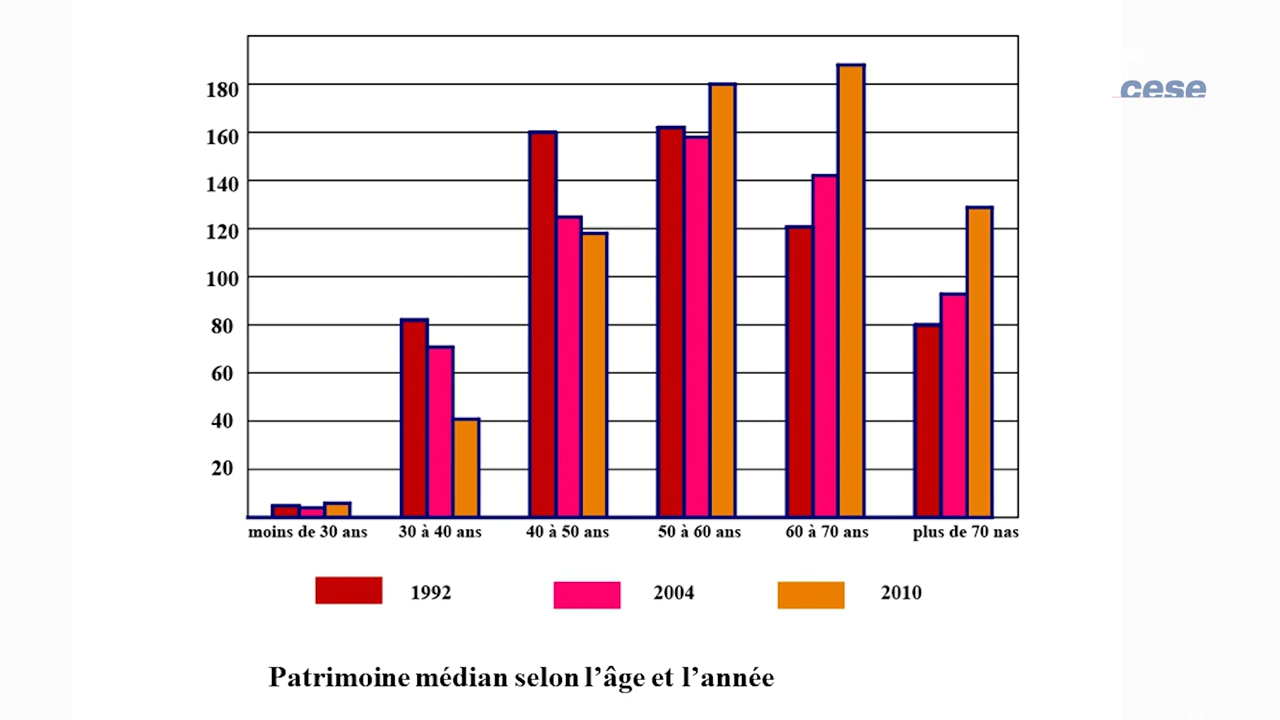 cese
180
160
140
120
100
80
60
40
20
moins de 30 ans 30 à 40 ans 40 à 50 ans 50 à 60 ans 60 à 70 ans plus de 70 nas
1992 2004 2010
Patrimoine médian selon l’âge et l’année